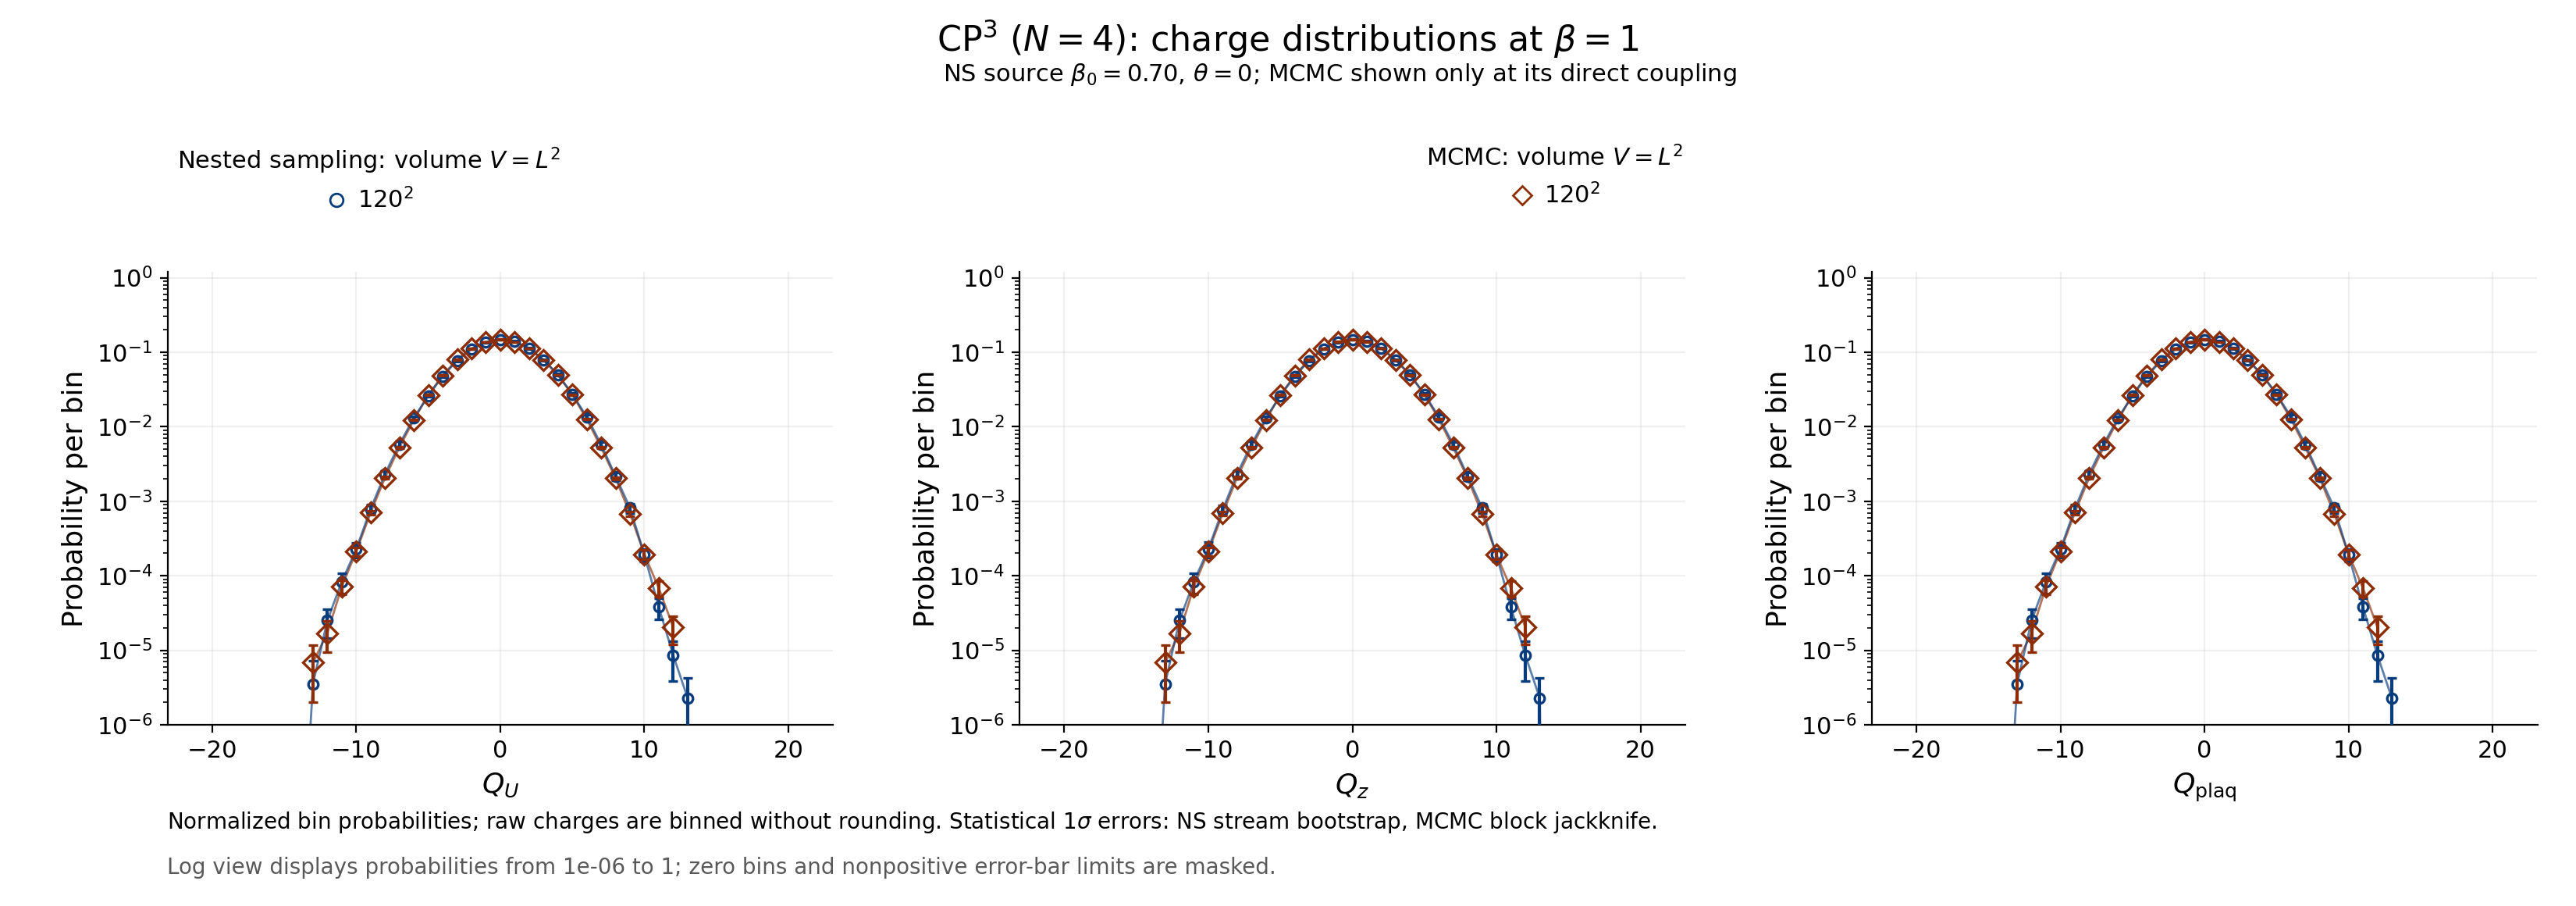 CP³ (N = 4): charge distributions at β = 1
NS source β₀ = 0.70, θ = 0; MCMC shown only at its direct coupling
Nested sampling: volume V = L²
120²
MCMC: volume V = L²
120²
Probability per bin
10⁰
10⁻¹
10⁻²
10⁻³
10⁻⁴
10⁻⁵
10⁻⁶
−20 −10 0 10 20
Q_U
Probability per bin
10⁰
10⁻¹
10⁻²
10⁻³
10⁻⁴
10⁻⁵
10⁻⁶
−20 −10 0 10 20
Q_z
Probability per bin
10⁰
10⁻¹
10⁻²
10⁻³
10⁻⁴
10⁻⁵
10⁻⁶
−20 −10 0 10 20
Q_plaq
Normalized bin probabilities; raw charges are binned without rounding. Statistical 1σ errors: NS stream bootstrap, MCMC block jackknife.
Log view displays probabilities from 1e-06 to 1; zero bins and nonpositive error-bar limits are masked.